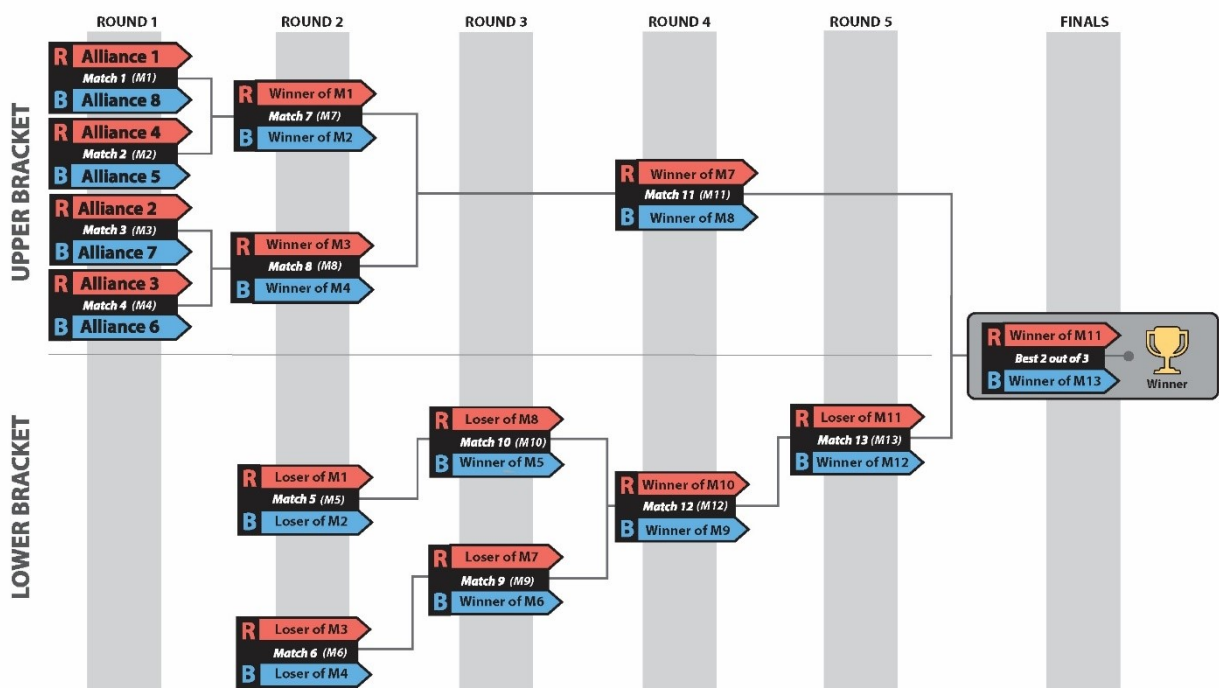 ROUND 1
ROUND 2
ROUND 3
ROUND 4
ROUND 5
FINALS
UPPER BRACKET
R Alliance 1
Match 1 (M1)
B Alliance 8
R Alliance 4
Match 2 (M2)
B Alliance 5
R Alliance 2
Match 3 (M3)
B Alliance 7
R Alliance 3
Match 4 (M4)
B Alliance 6
R Winner of M1
Match 7 (M7)
B Winner of M2
R Winner of M3
Match 8 (M8)
B Winner of M4
R Winner of M7
Match 11 (M11)
B Winner of M8
LOWER BRACKET
R Loser of M1
Match 5 (M5)
B Loser of M2
R Loser of M3
Match 6 (M6)
B Loser of M4
R Loser of M8
Match 10 (M10)
B Winner of M5
R Loser of M7
Match 9 (M9)
B Winner of M6
R Winner of M10
Match 12 (M12)
B Winner of M9
R Loser of M11
Match 13 (M13)
B Winner of M12
R Winner of M11
Best 2 out of 3
B Winner of M13
Winner